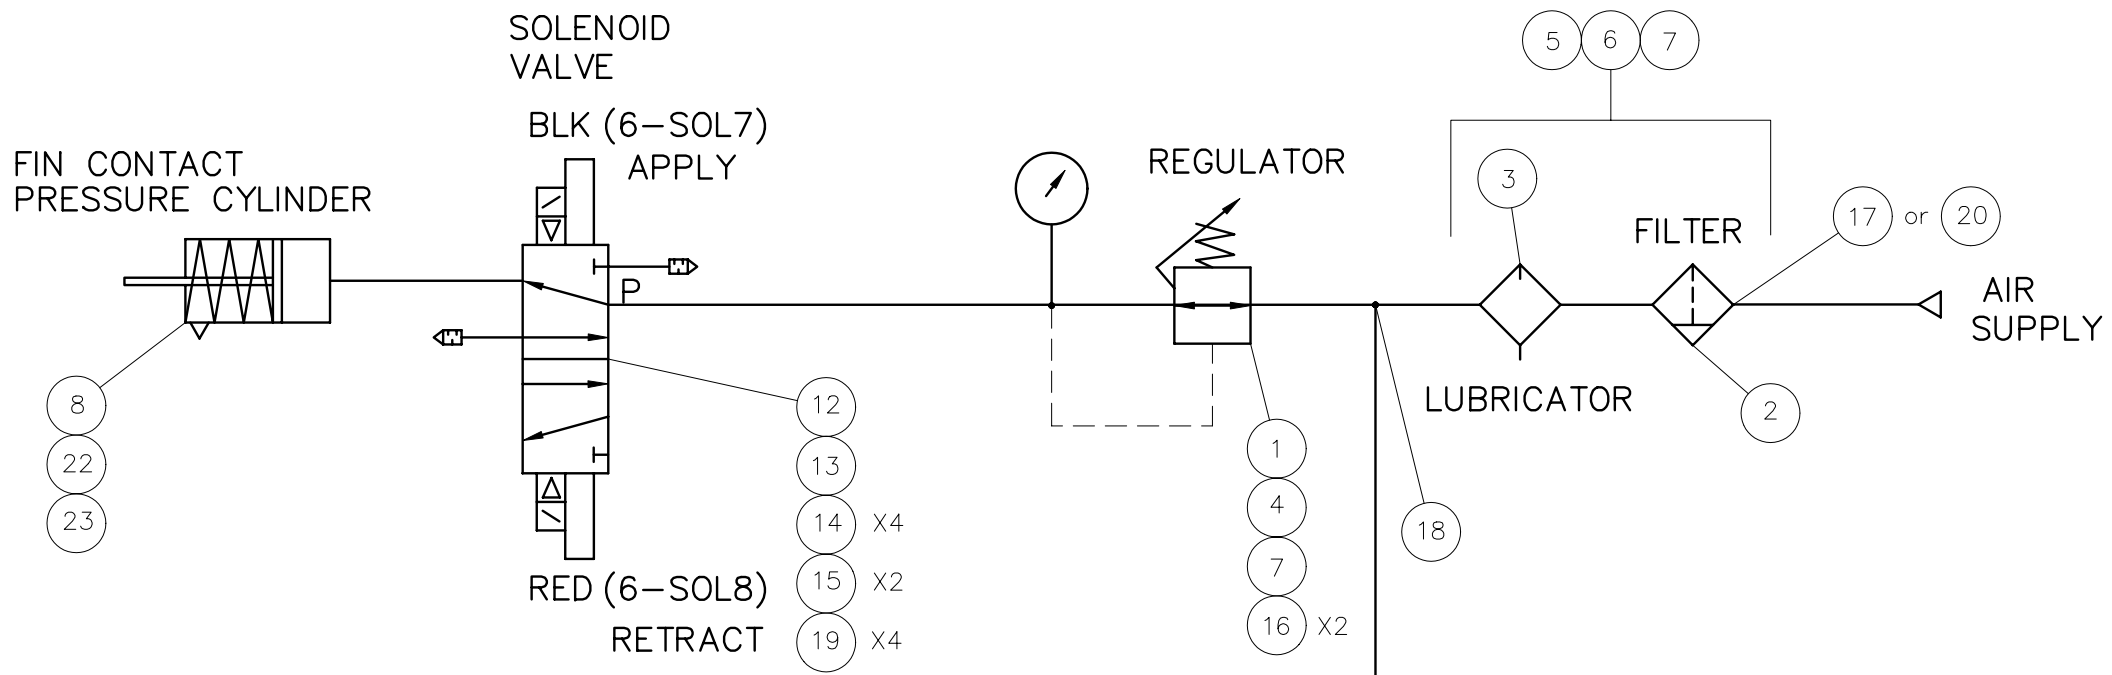 SOLENOID
VALVE
BLK (6-SOL7)
APPLY
FIN CONTACT
PRESSURE CYLINDER
P
REGULATOR
5 6 7
3
FILTER
17 or 20
AIR
SUPPLY
LUBRICATOR
2
8
22
23
12
13
14 X4
15 X2
19 X4
RED (6-SOL8)
RETRACT
1
4
7
16 X2
18